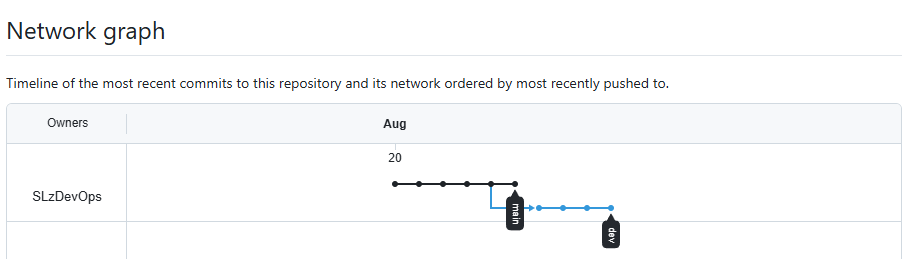 Network graph
Timeline of the most recent commits to this repository and its network ordered by most recently pushed to.
Owners
Aug
20
SLzDevOps
main
dev